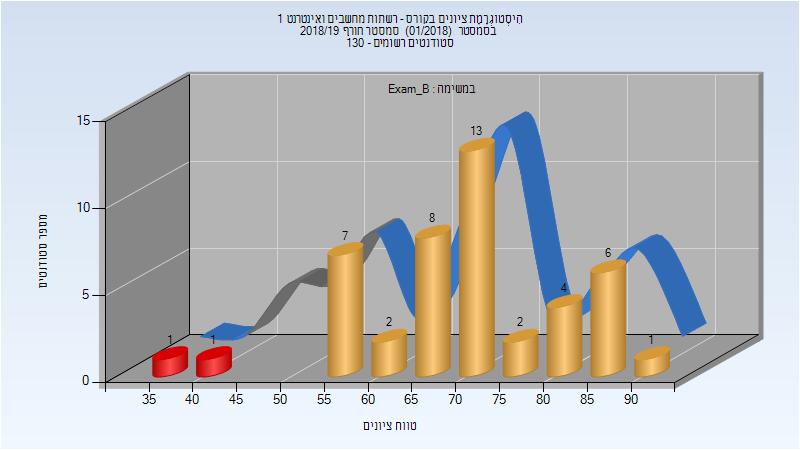 היסטוגרמת ציונים בקורס - רשתות מחשבים ואינטרנט 1
בסמסטר (01/2018) סמסטר חורף 2018/19
סטודנטים רשומים - 130
במשימה : Exam_B
מספר סטודנטים
15
10
5
0
1
1
7
2
8
13
2
4
6
1
35 40 45 50 55 60 65 70 75 80 85 90
טווח ציונים